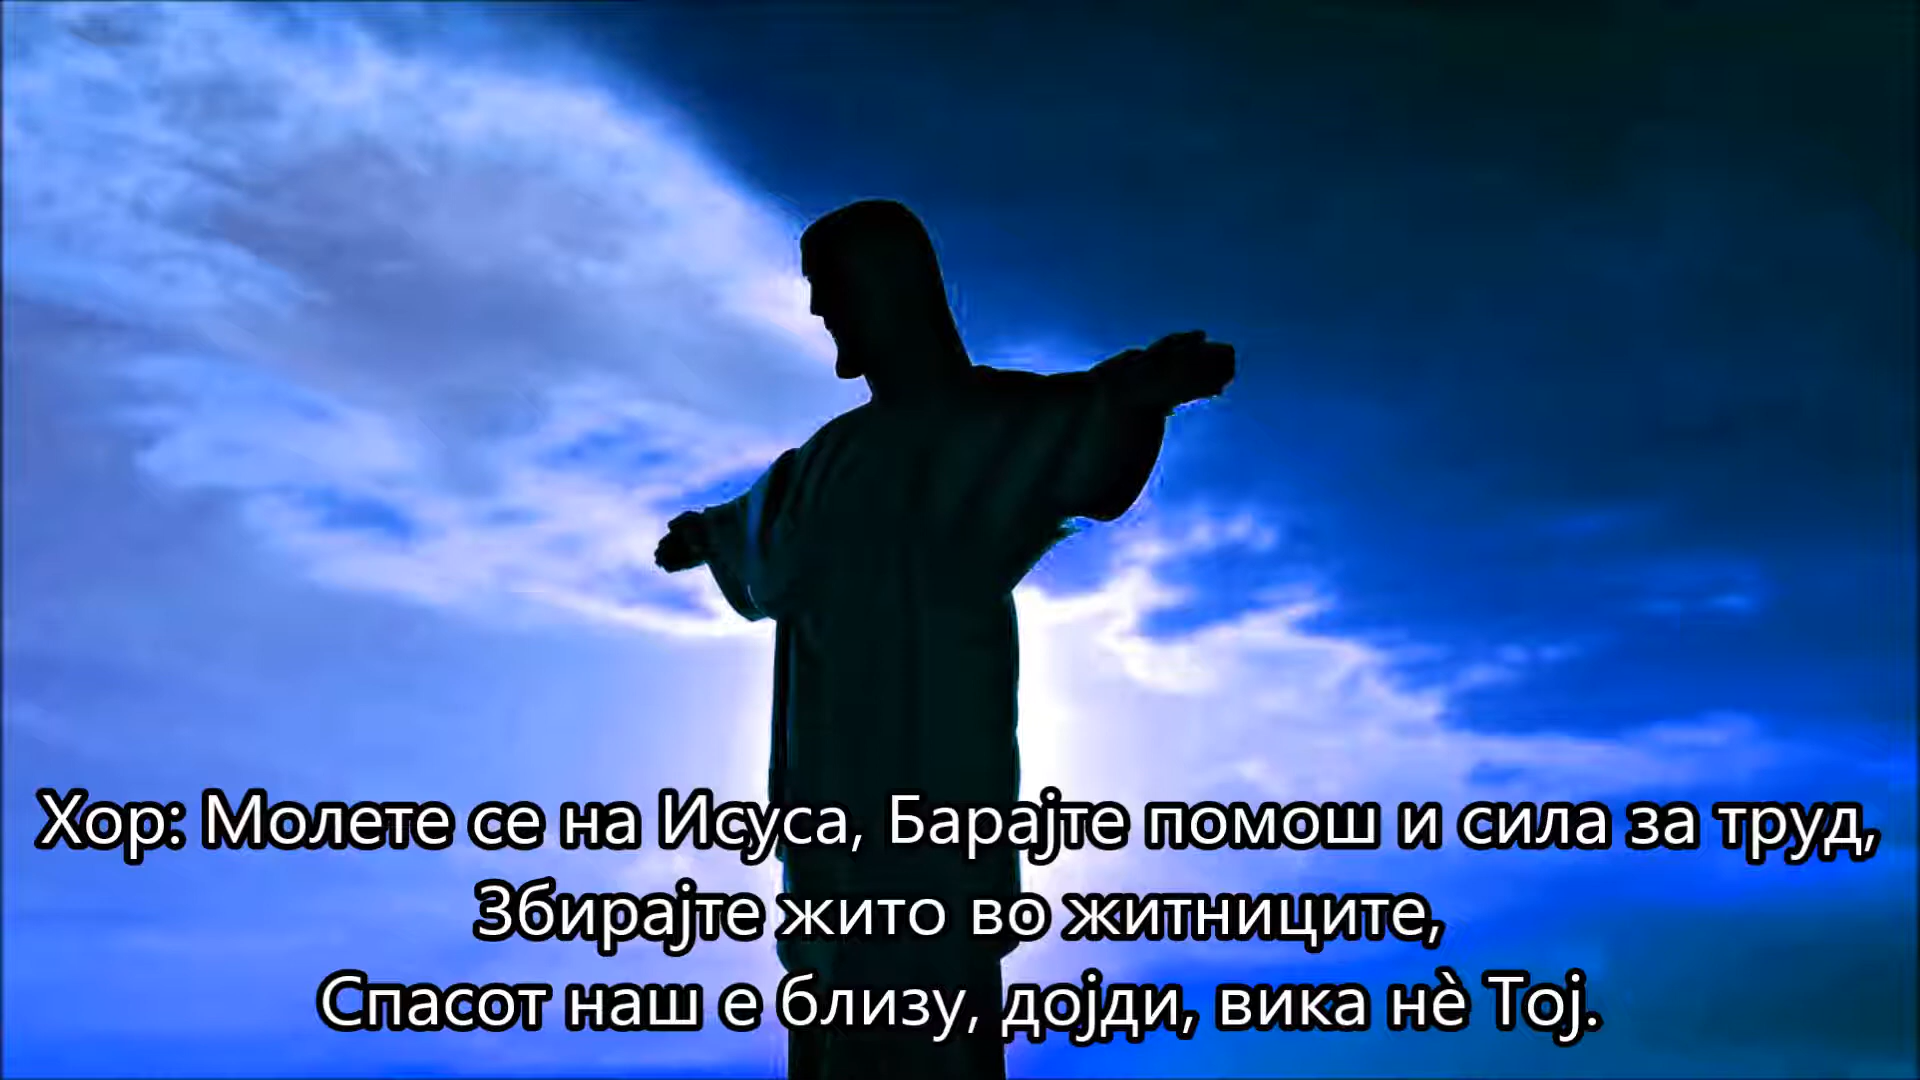 Хор: Молете се на Исуса, Барајте помош и сила за труд,
Збирајте жито во житниците,
Спасот наш е близу, дојди, вика нѐ Тој.